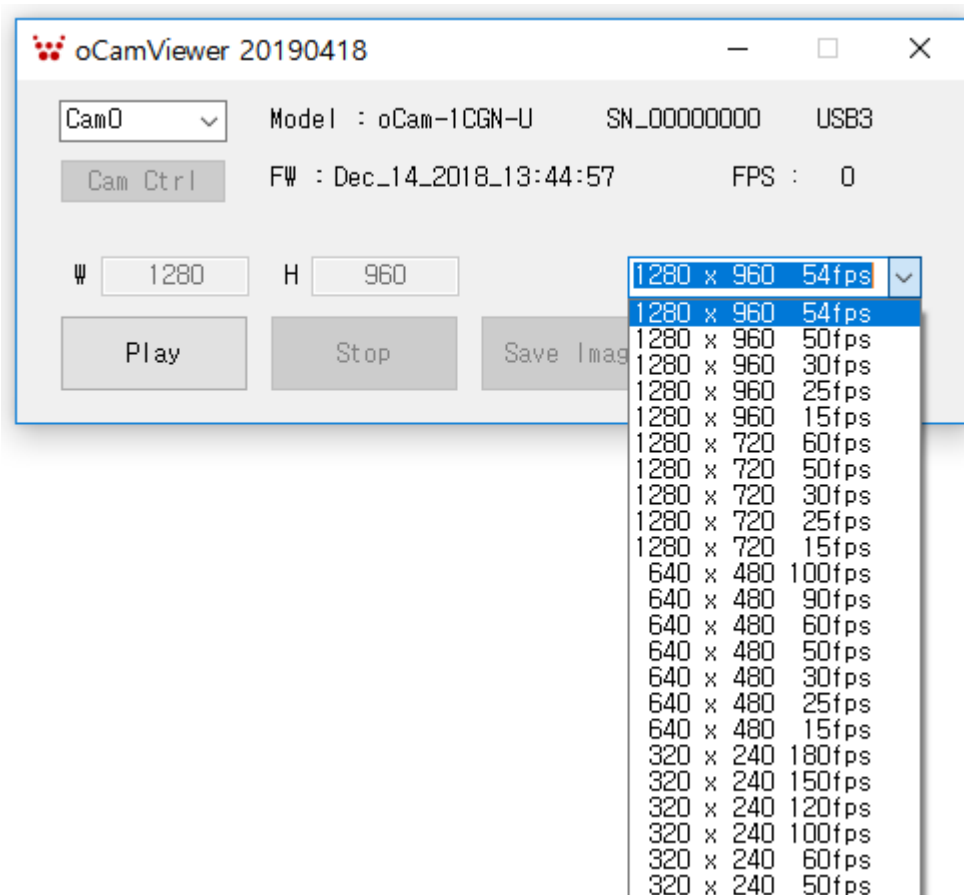 oCamViewer 20190418
Cam0 Model : oCam-1CGN-U SN_00000000 USB3
Cam Ctrl FW : Dec_14_2018_13:44:57 FPS : 0
W 1280 H 960 1280 x 960 54fps
Play Stop Save Imag
1280 x 960 54fps
1280 x 960 50fps
1280 x 960 30fps
1280 x 960 25fps
1280 x 960 15fps
1280 x 720 60fps
1280 x 720 50fps
1280 x 720 30fps
1280 x 720 25fps
1280 x 720 15fps
640 x 480 100fps
640 x 480 90fps
640 x 480 60fps
640 x 480 50fps
640 x 480 30fps
640 x 480 25fps
640 x 480 15fps
320 x 240 180fps
320 x 240 150fps
320 x 240 120fps
320 x 240 100fps
320 x 240 60fps
320 x 240 50fps